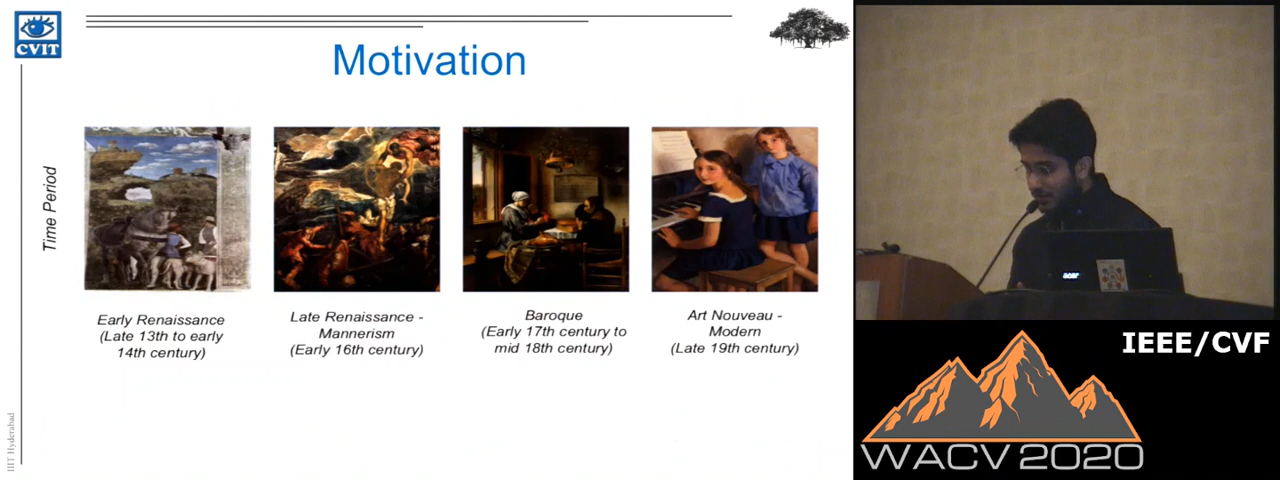 CVIT
Motivation
Time Period
Early Renaissance
(Late 13th to early
14th century)
Late Renaissance -
Mannerism
(Early 16th century)
Baroque
(Early 17th century to
mid 18th century)
Art Nouveau -
Modern
(Late 19th century)
IIIT Hyderabad
acer
IEEE/CVF
WACV 2020